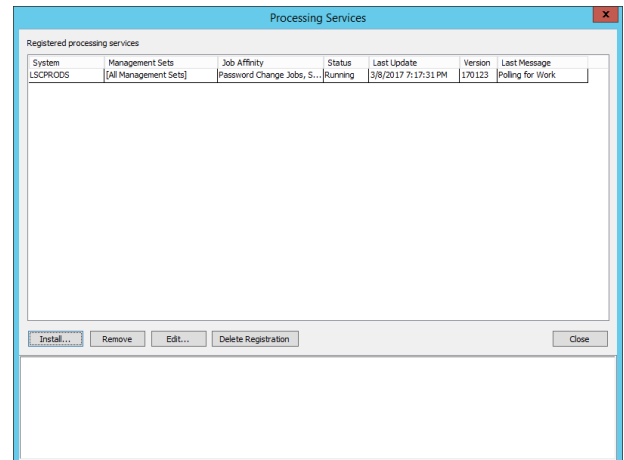 Processing Services
x
Registered processing services
System Management Sets Job Affinity Status Last Update Version Last Message
LSCPRODS [All Management Sets] Password Change Jobs, S... Running 3/8/2017 7:17:31 PM 170123 Polling for Work
Install... Remove Edit... Delete Registration Close